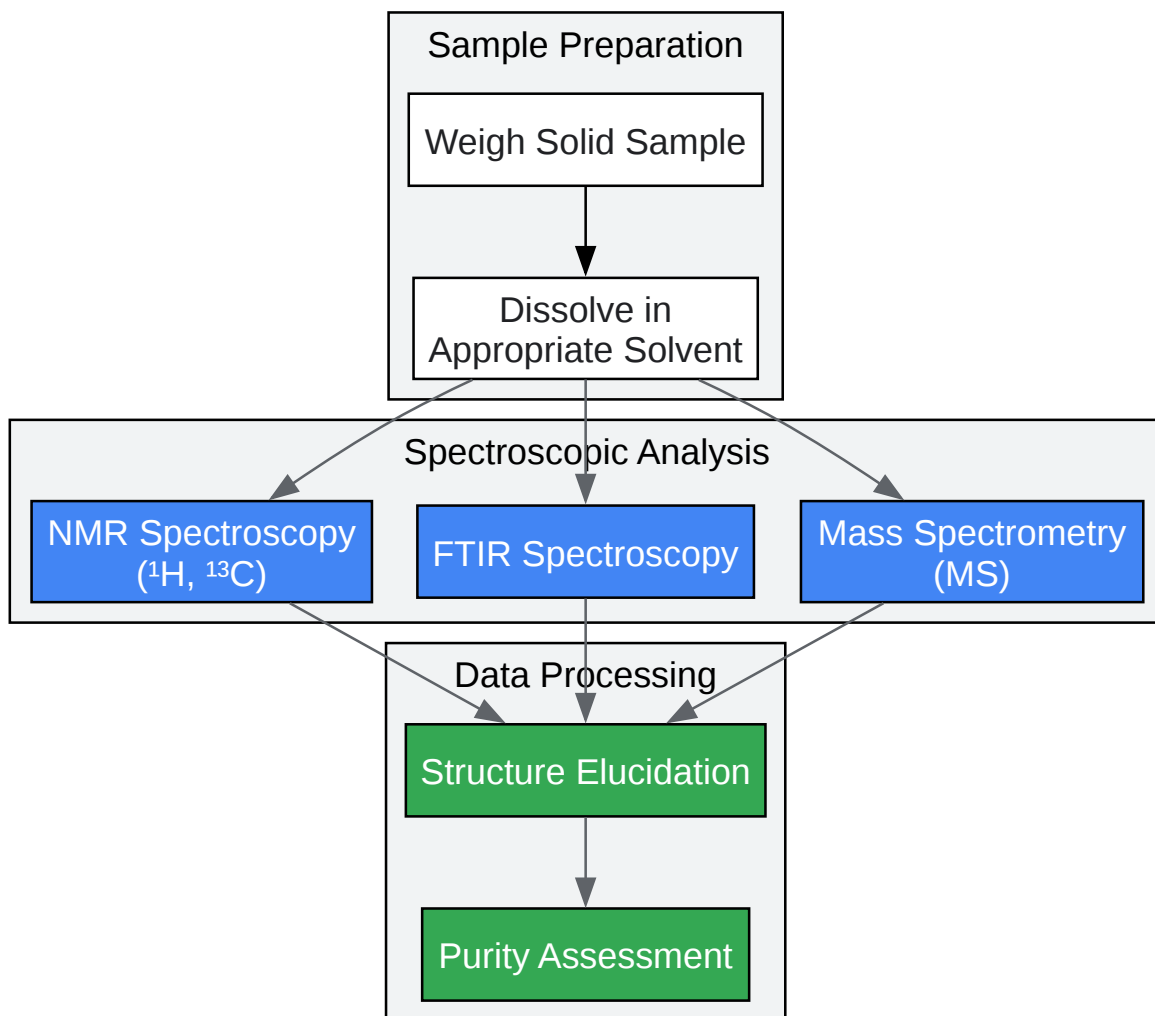 Sample Preparation
Weigh Solid Sample
Dissolve in
Appropriate Solvent
Spectroscopic Analysis
NMR Spectroscopy
(¹H, ¹³C)
FTIR Spectroscopy
Mass Spectrometry
(MS)
Data Processing
Structure Elucidation
Purity Assessment